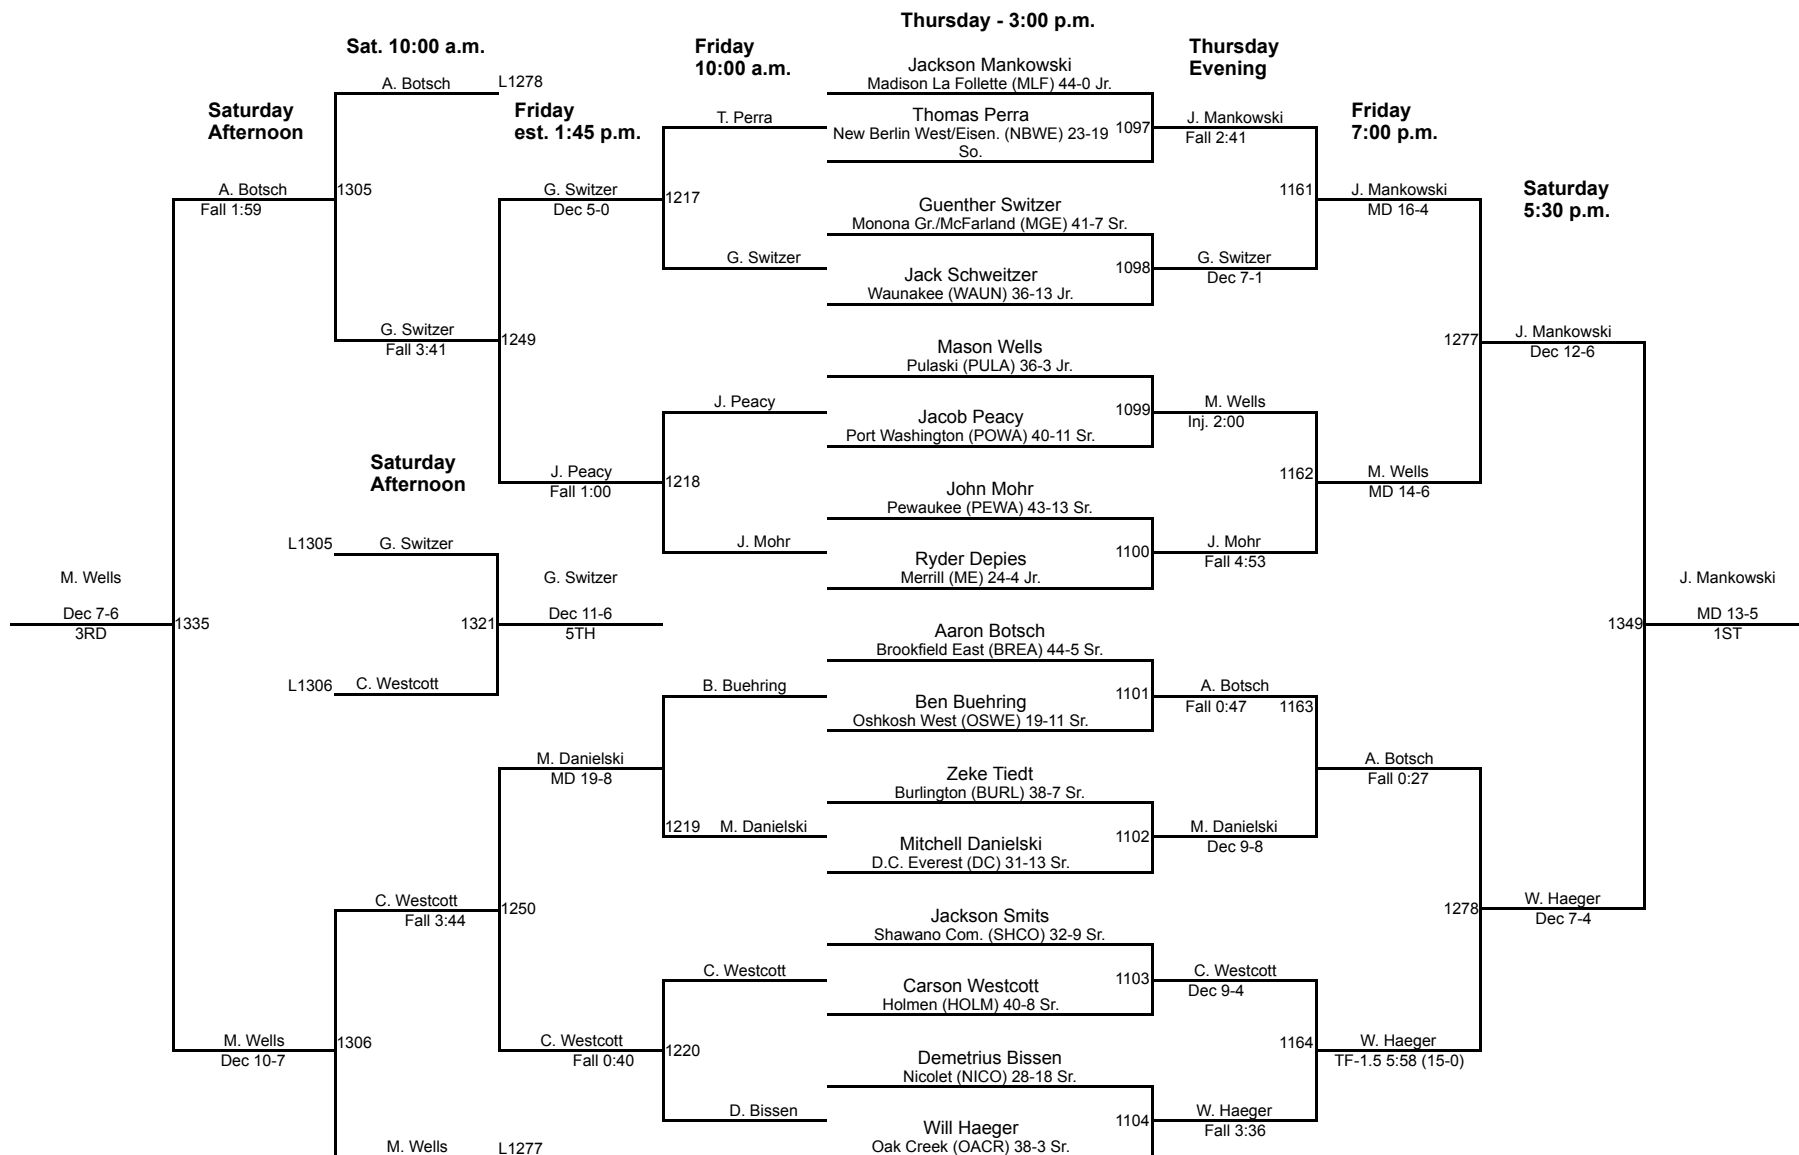 Thursday - 3:00 p.m.
Sat. 10:00 a.m.
Friday
10:00 a.m.
Thursday
Evening
Saturday
Afternoon
Friday
est. 1:45 p.m.
Friday
7:00 p.m.
Saturday
5:30 p.m.
Saturday
Afternoon
Jackson Mankowski
Madison La Follette (MLF) 44-0 Jr.
Thomas Perra
New Berlin West/Eisen. (NBWE) 23-19
So.
1097
Guenther Switzer
Monona Gr./McFarland (MGE) 41-7 Sr.
Jack Schweitzer
Waunakee (WAUN) 36-13 Jr.
1098
Mason Wells
Pulaski (PULA) 36-3 Jr.
Jacob Peacy
Port Washington (POWA) 40-11 Sr.
1099
John Mohr
Pewaukee (PEWA) 43-13 Sr.
Ryder Depies
Merrill (ME) 24-4 Jr.
1100
Aaron Botsch
Brookfield East (BREA) 44-5 Sr.
Ben Buehring
Oshkosh West (OSWE) 19-11 Sr.
1101
Zeke Tiedt
Burlington (BURL) 38-7 Sr.
Mitchell Danielski
D.C. Everest (DC) 31-13 Sr.
1102
Jackson Smits
Shawano Com. (SHCO) 32-9 Sr.
Carson Westcott
Holmen (HOLM) 40-8 Sr.
1103
Demetrius Bissen
Nicolet (NICO) 28-18 Sr.
Will Haeger
Oak Creek (OACR) 38-3 Sr.
1104
J. Mankowski
Fall 2:41
1161
G. Switzer
Dec 7-1
M. Wells
Inj. 2:00
1162
J. Mohr
Fall 4:53
A. Botsch
Fall 0:47
1163
M. Danielski
Dec 9-8
C. Westcott
Dec 9-4
1164
W. Haeger
Fall 3:36
J. Mankowski
MD 16-4
1277
M. Wells
MD 14-6
A. Botsch
Fall 0:27
1278
W. Haeger
TF-1.5 5:58 (15-0)
J. Mankowski
Dec 12-6
1349
W. Haeger
Dec 7-4
J. Mankowski
MD 13-5
1ST
T. Perra
1217
G. Switzer
J. Peacy
1218
J. Mohr
B. Buehring
1219
M. Danielski
C. Westcott
1220
D. Bissen
G. Switzer
Dec 5-0
1249
J. Peacy
Fall 1:00
M. Danielski
MD 19-8
1250
C. Westcott
Fall 0:40
A. Botsch
L1278
1305
G. Switzer
Fall 3:41
C. Westcott
Fall 3:44
1306
M. Wells
L1277
A. Botsch
Fall 1:59
1335
M. Wells
Dec 10-7
M. Wells
Dec 7-6
3RD
L1305
G. Switzer
1321
L1306
C. Westcott
G. Switzer
Dec 11-6
5TH